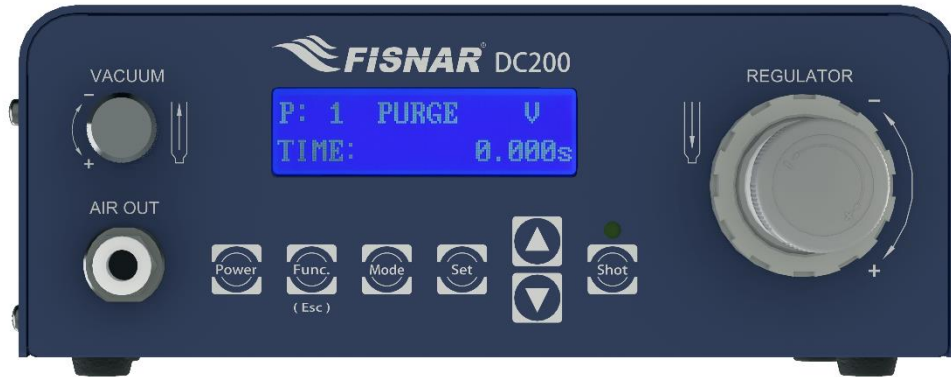 FISNAR® DC200
VACUUM
REGULATOR
- 
+
P: 1 PURGE V
TIME: 0.000s
-
+
AIR OUT
Power
Func.
(Esc)
Mode
Set
Shot